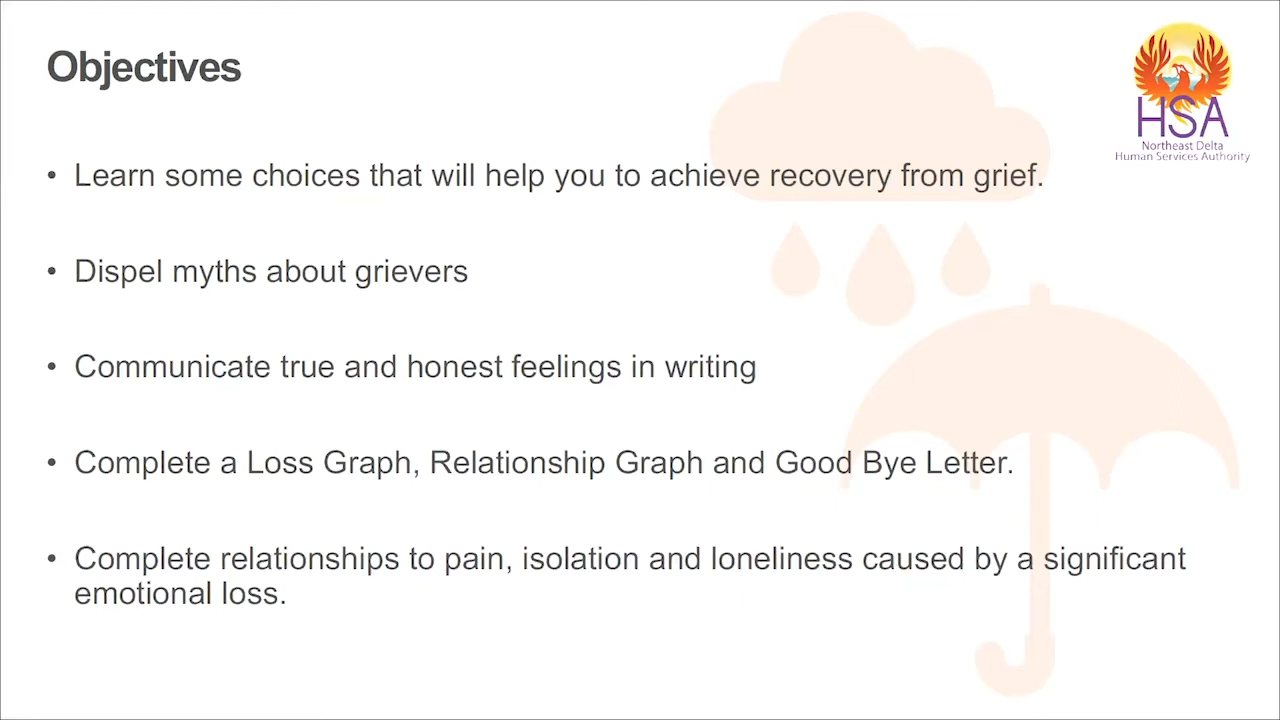 Objectives
HSA
Northeast Delta
Human Services Authority
• Learn some choices that will help you to achieve recovery from grief.
• Dispel myths about grievers
• Communicate true and honest feelings in writing
• Complete a Loss Graph, Relationship Graph and Good Bye Letter.
• Complete relationships to pain, isolation and loneliness caused by a significant
emotional loss.